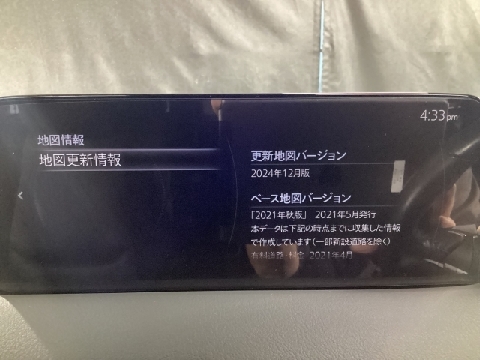 4:33pm
地図情報
地図更新情報
更新地図バージョン
2024年12月版
ベース地図バージョン
「2021年秋版」 2021年5月発行
本データは下記の時点までに収集した情報
で作成しています(一部新設道路を除く)
2021年4月